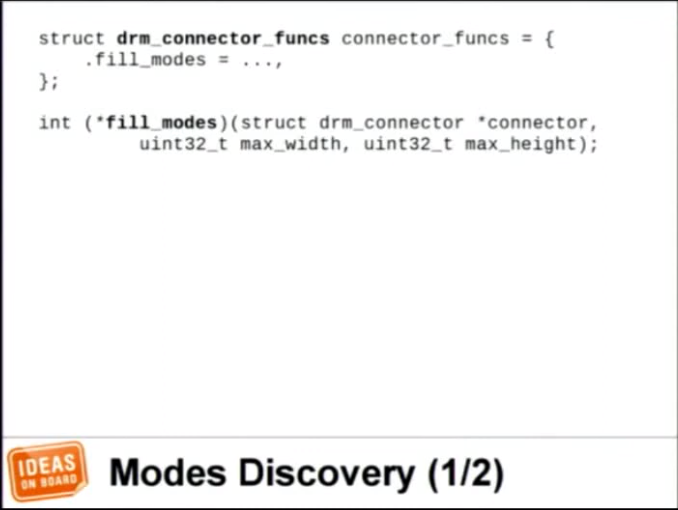 struct drm_connector_funcs connector_funcs = {
    .fill_modes = ...,
};
int (*fill_modes)(struct drm_connector *connector,
         uint32_t max_width, uint32_t max_height);
IDEAS
ON BOARD
Modes Discovery (1/2)